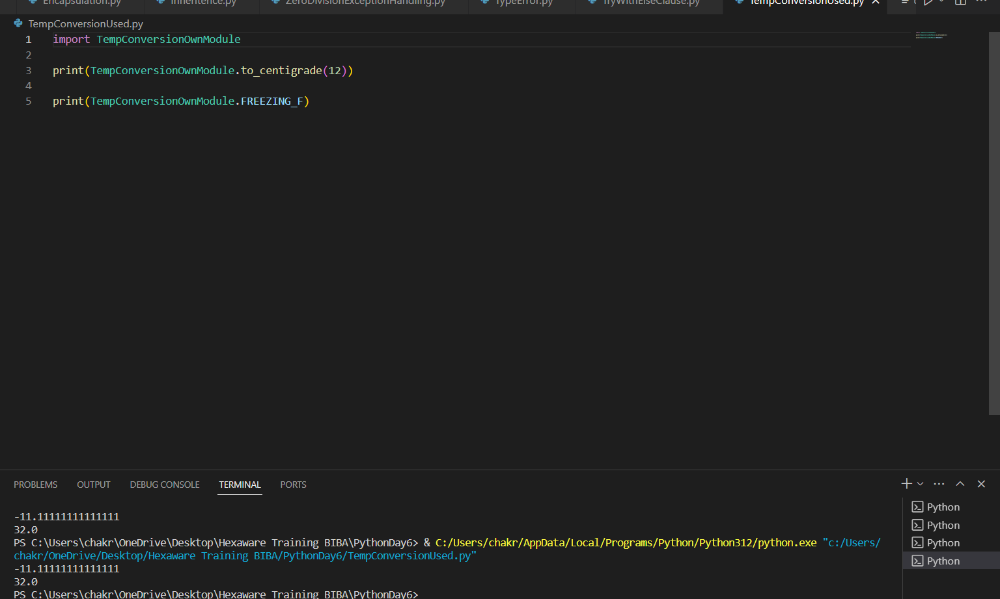 Encapsulation.py Inheritence.py ZeroDivisionExceptionHandling.py TypeError.py TryWithElseClause.py TempConversionUsed.py
TempConversionUsed.py
1 import TempConversionOwnModule
2
3 print(TempConversionOwnModule.to_centigrade(12))
4
5 print(TempConversionOwnModule.FREEZING_F)
PROBLEMS OUTPUT DEBUG CONSOLE TERMINAL PORTS
-11.11111111111111
32.0
PS C:\Users\chakr\OneDrive\Desktop\Hexaware Training BIBA\PythonDay6> & C:/Users/chakr/AppData/Local/Programs/Python/Python312/python.exe "c:/Users/
chakr/OneDrive/Desktop/Hexaware Training BIBA/PythonDay6/TempConversionUsed.py"
-11.11111111111111
32.0
PS C:\Users\chakr\OneDrive\Desktop\Hexaware Training BIBA\PythonDay6>
Python
Python
Python
Python